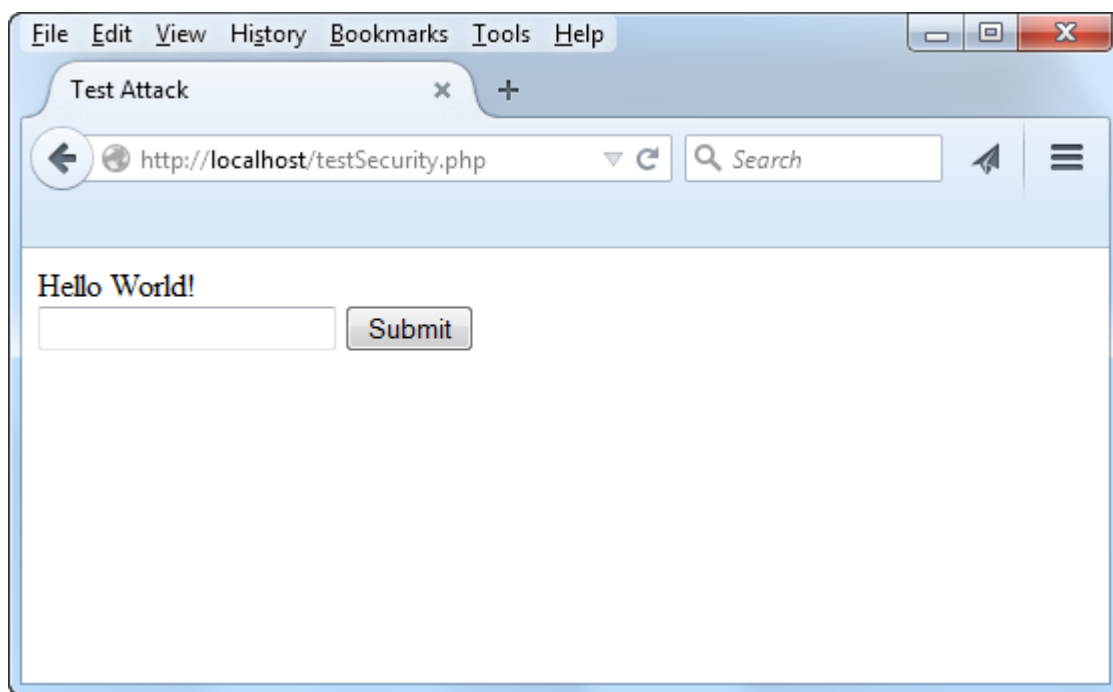 File Edit View History Bookmarks Tools Help
Test Attack
http://localhost/testSecurity.php Search
Hello World!
Submit